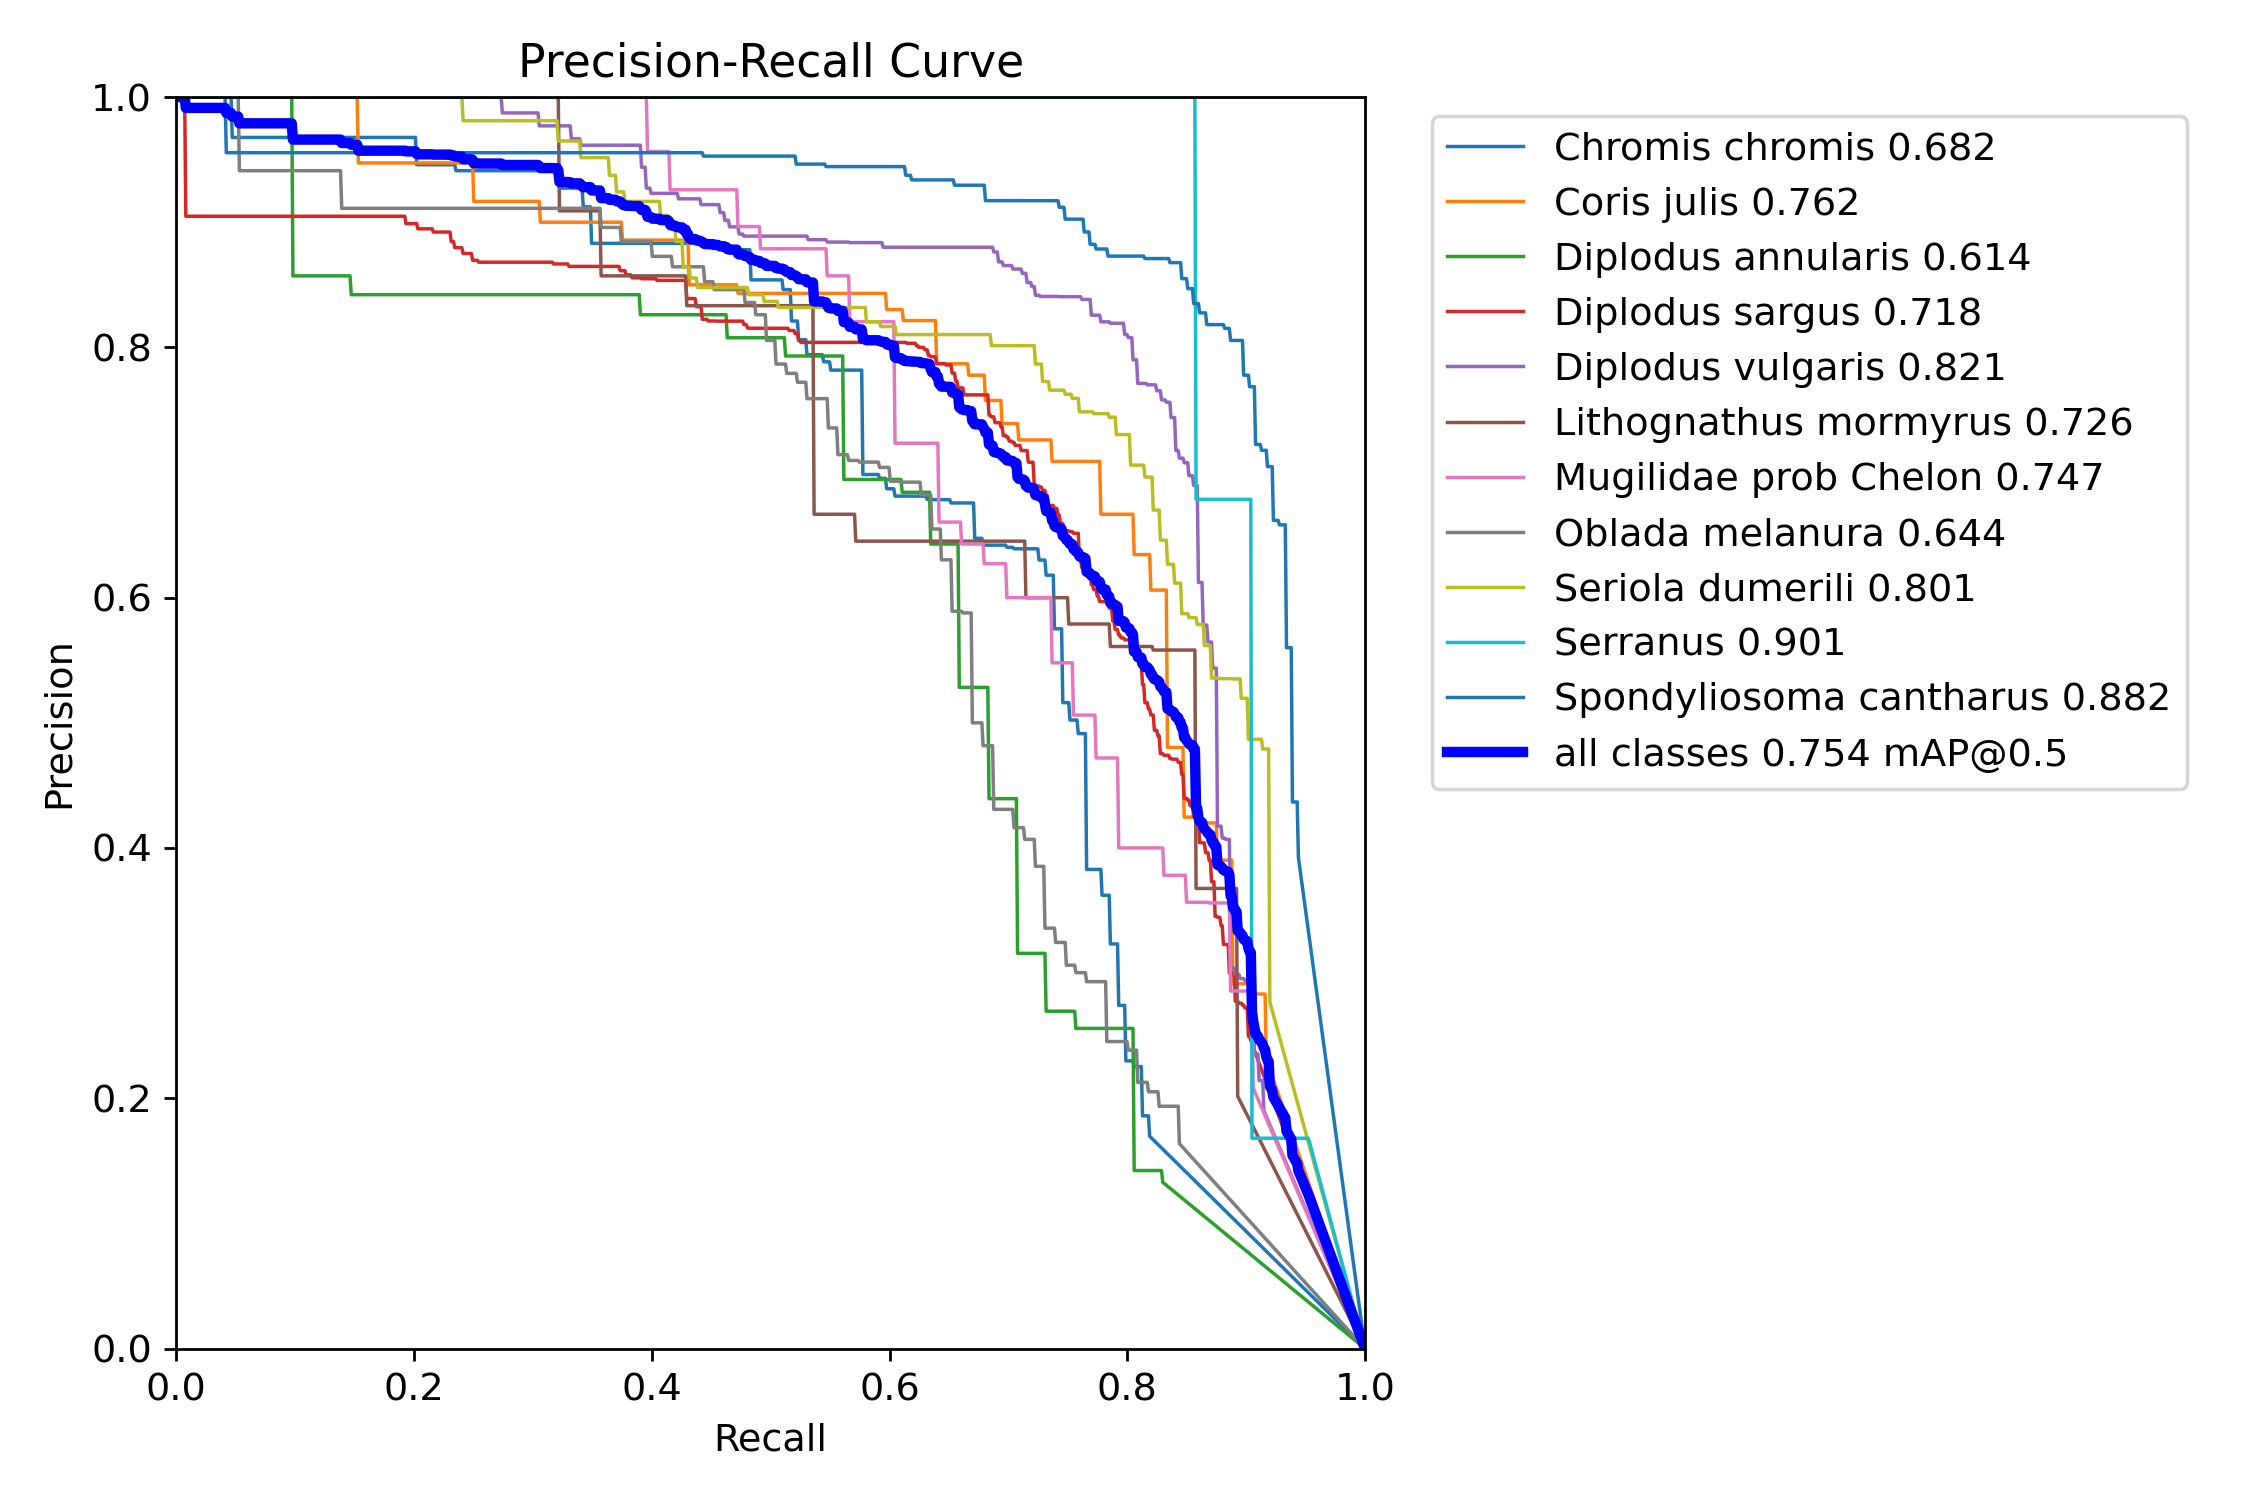 Precision-Recall Curve
1.0
0.8
0.6
0.4
0.2
0.0
Precision
0.0 0.2 0.4 0.6 0.8 1.0
Recall
Chromis chromis 0.682
Coris julis 0.762
Diplodus annularis 0.614
Diplodus sargus 0.718
Diplodus vulgaris 0.821
Lithognathus mormyrus 0.726
Mugilidae prob Chelon 0.747
Oblada melanura 0.644
Seriola dumerili 0.801
Serranus 0.901
Spondyliosoma cantharus 0.882
all classes 0.754 mAP@0.5